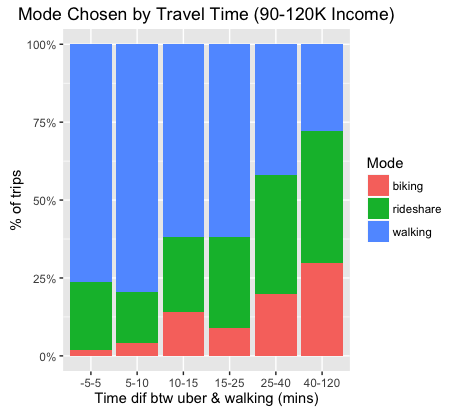 Mode Chosen by Travel Time (90-120K Income)
100%
75%
50%
25%
0%
% of trips
-5-5 5-10 10-15 15-25 25-40 40-120
Time dif btw uber & walking (mins)
Mode
biking
rideshare
walking